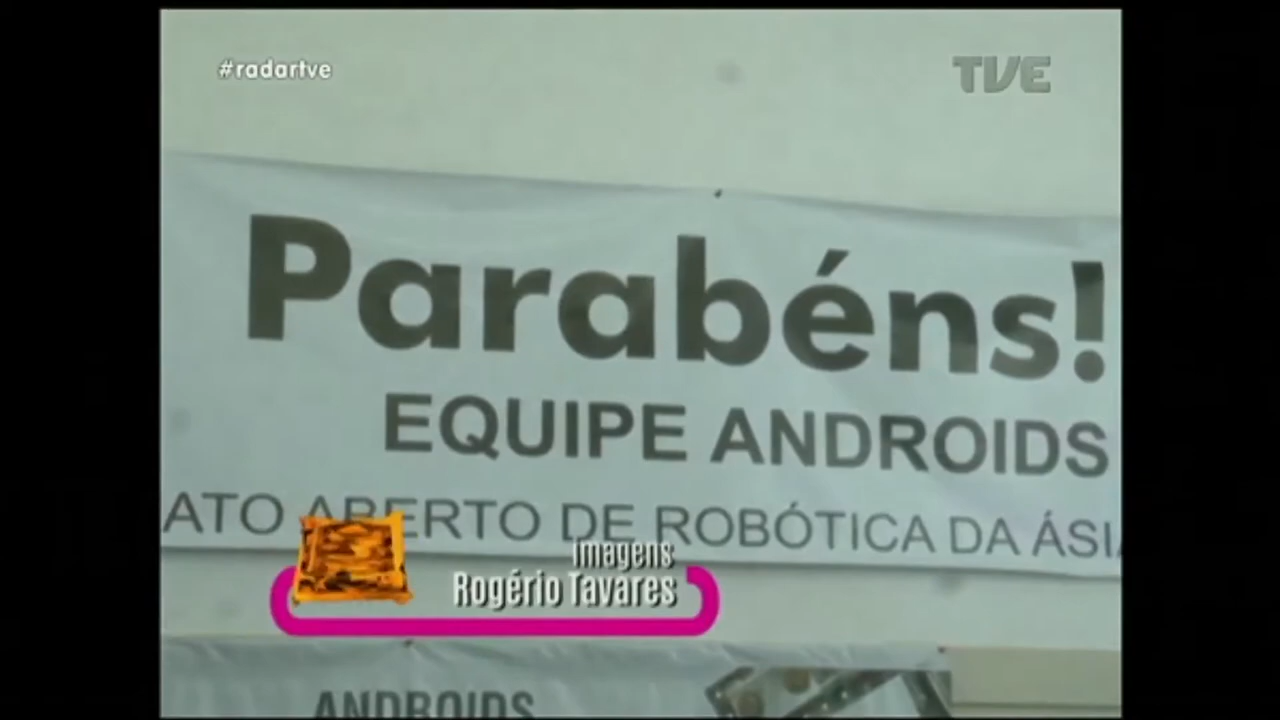 #radartve
TVE
Parabéns!
EQUIPE ANDROIDS
ATO ABERTO DE ROBÓTICA DA ÁSI
imagens
Rogério Tavares
ANDROIDS